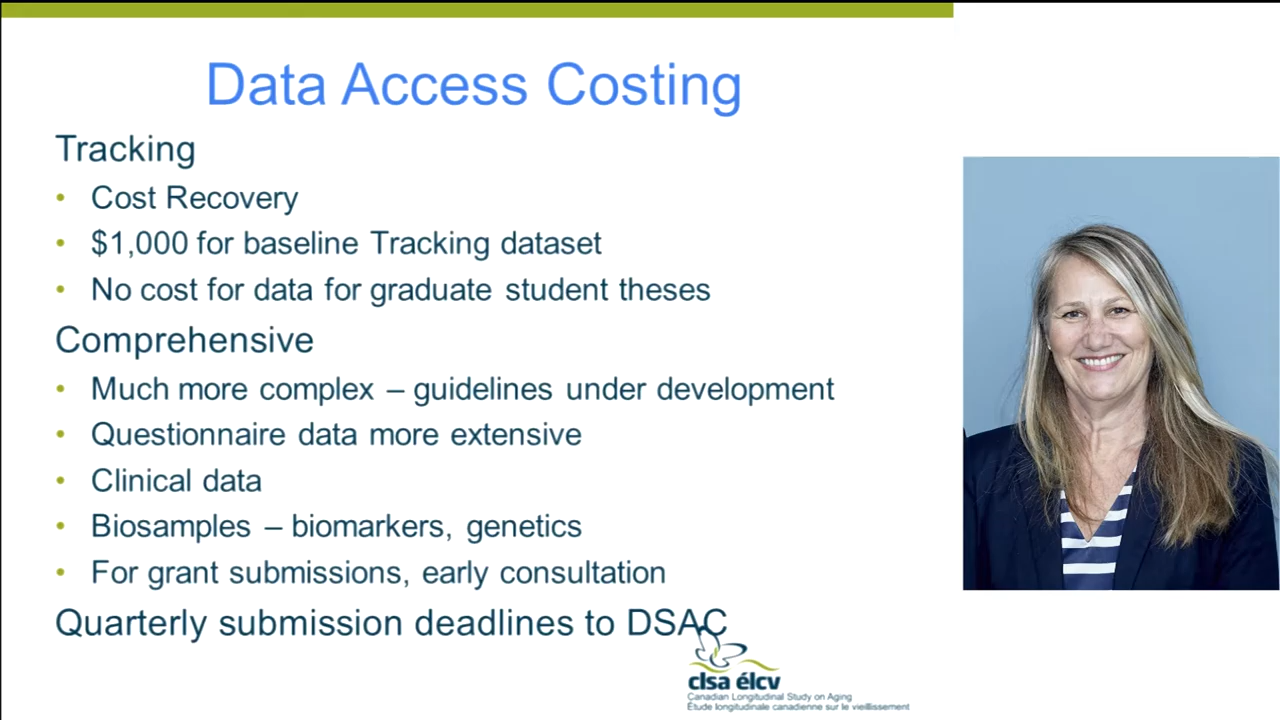 Data Access Costing
Tracking
• Cost Recovery
• $1,000 for baseline Tracking dataset
• No cost for data for graduate student theses
Comprehensive
• Much more complex – guidelines under development
• Questionnaire data more extensive
• Clinical data
• Biosamples – biomarkers, genetics
• For grant submissions, early consultation
Quarterly submission deadlines to DSAC
clsa élcv
Canadian Longitudinal Study on Aging
Étude longitudinale canadienne sur le vieillissement